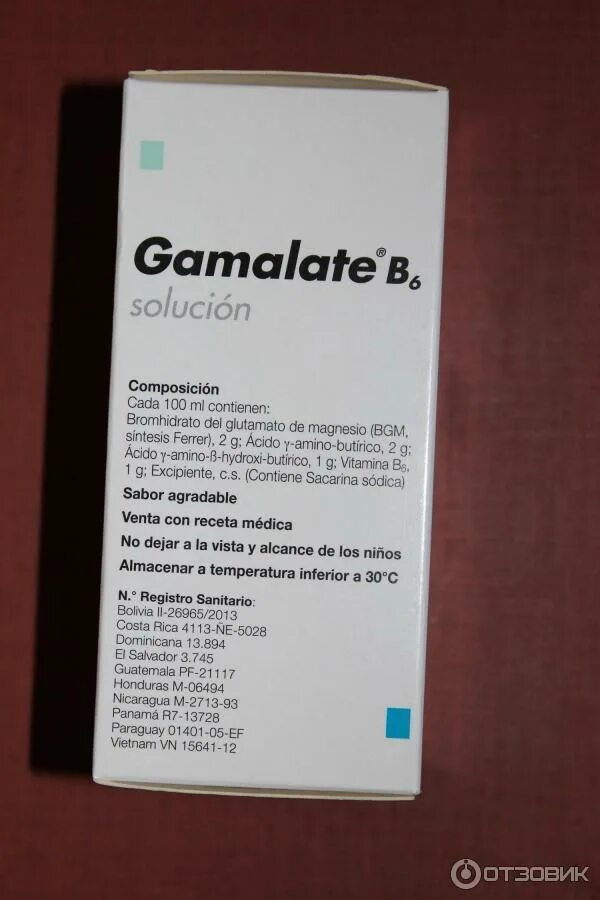 Gamalate® B6
solución
Composición
Cada 100 ml contienen:
Bromhidrato del glutamato de magnesio (BGM,
síntesis Ferrer), 2 g; Ácido γ-amino-butírico, 2 g;
Ácido γ-amino-ß-hydroxi-butírico, 1 g; Vitamina B6,
1 g; Excipiente, c.s. (Contiene Sacarina sódica)
Sabor agradable
Venta con receta médica
No dejar a la vista y alcance de los niños
Almacenar a temperatura inferior a 30°C
N.° Registro Sanitario:
Bolivia II-26965/2013
Costa Rica 4113-ÑE-5028
Dominicana 13.894
El Salvador 3.745
Guatemala PF-21117
Honduras M-06494
Nicaragua M-2713-93
Panamá R7-13728
Paraguay 01401-05-EF
Vietnam VN 15641-12
ОТЗОВИК